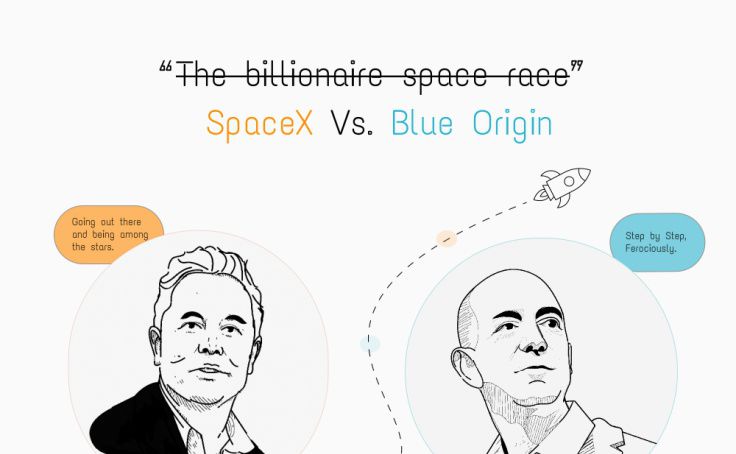 “The billionaire space race”
SpaceX Vs. Blue Origin
Going out there
and being among
the stars.
Step by Step,
Ferociously.